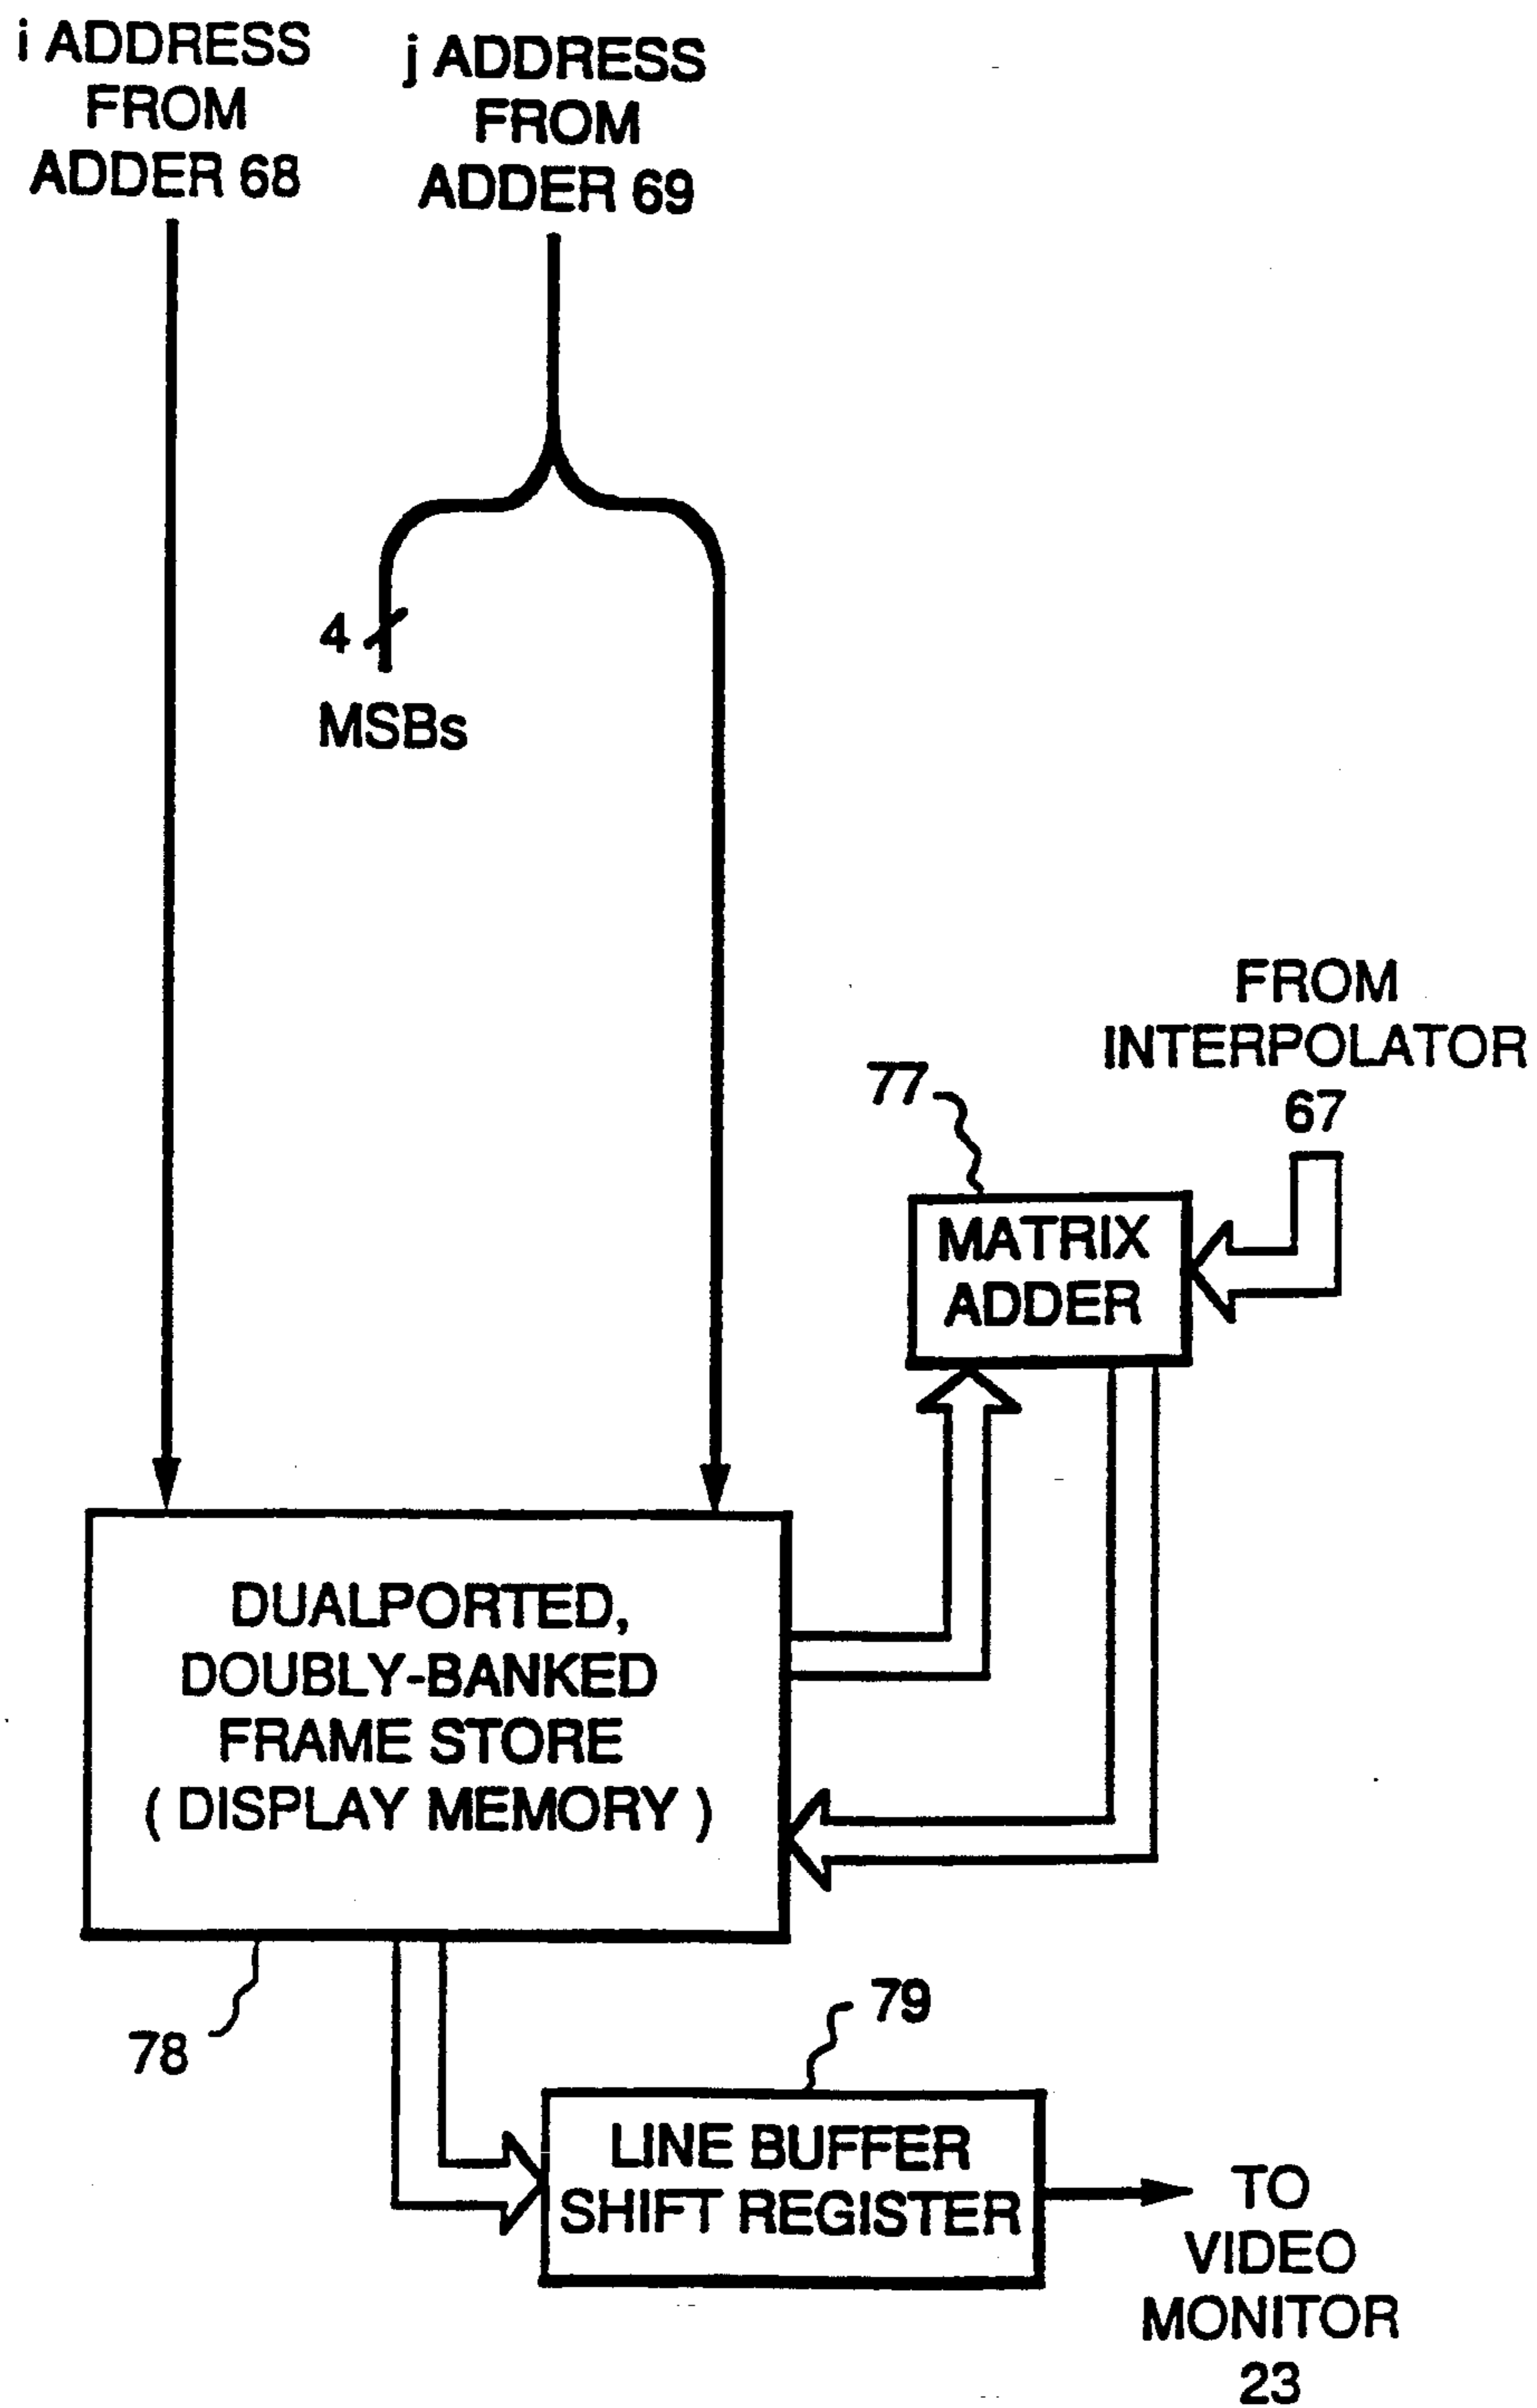 i ADDRESS
FROM
ADDER 68
j ADDRESS
FROM
ADDER 69
4
MSBs
FROM
INTERPOLATOR
67
77
MATRIX
ADDER
DUALPORTED,
DOUBLY-BANKED
FRAME STORE
( DISPLAY MEMORY )
78
79
LINE BUFFER
SHIFT REGISTER
TO
VIDEO
MONITOR
23